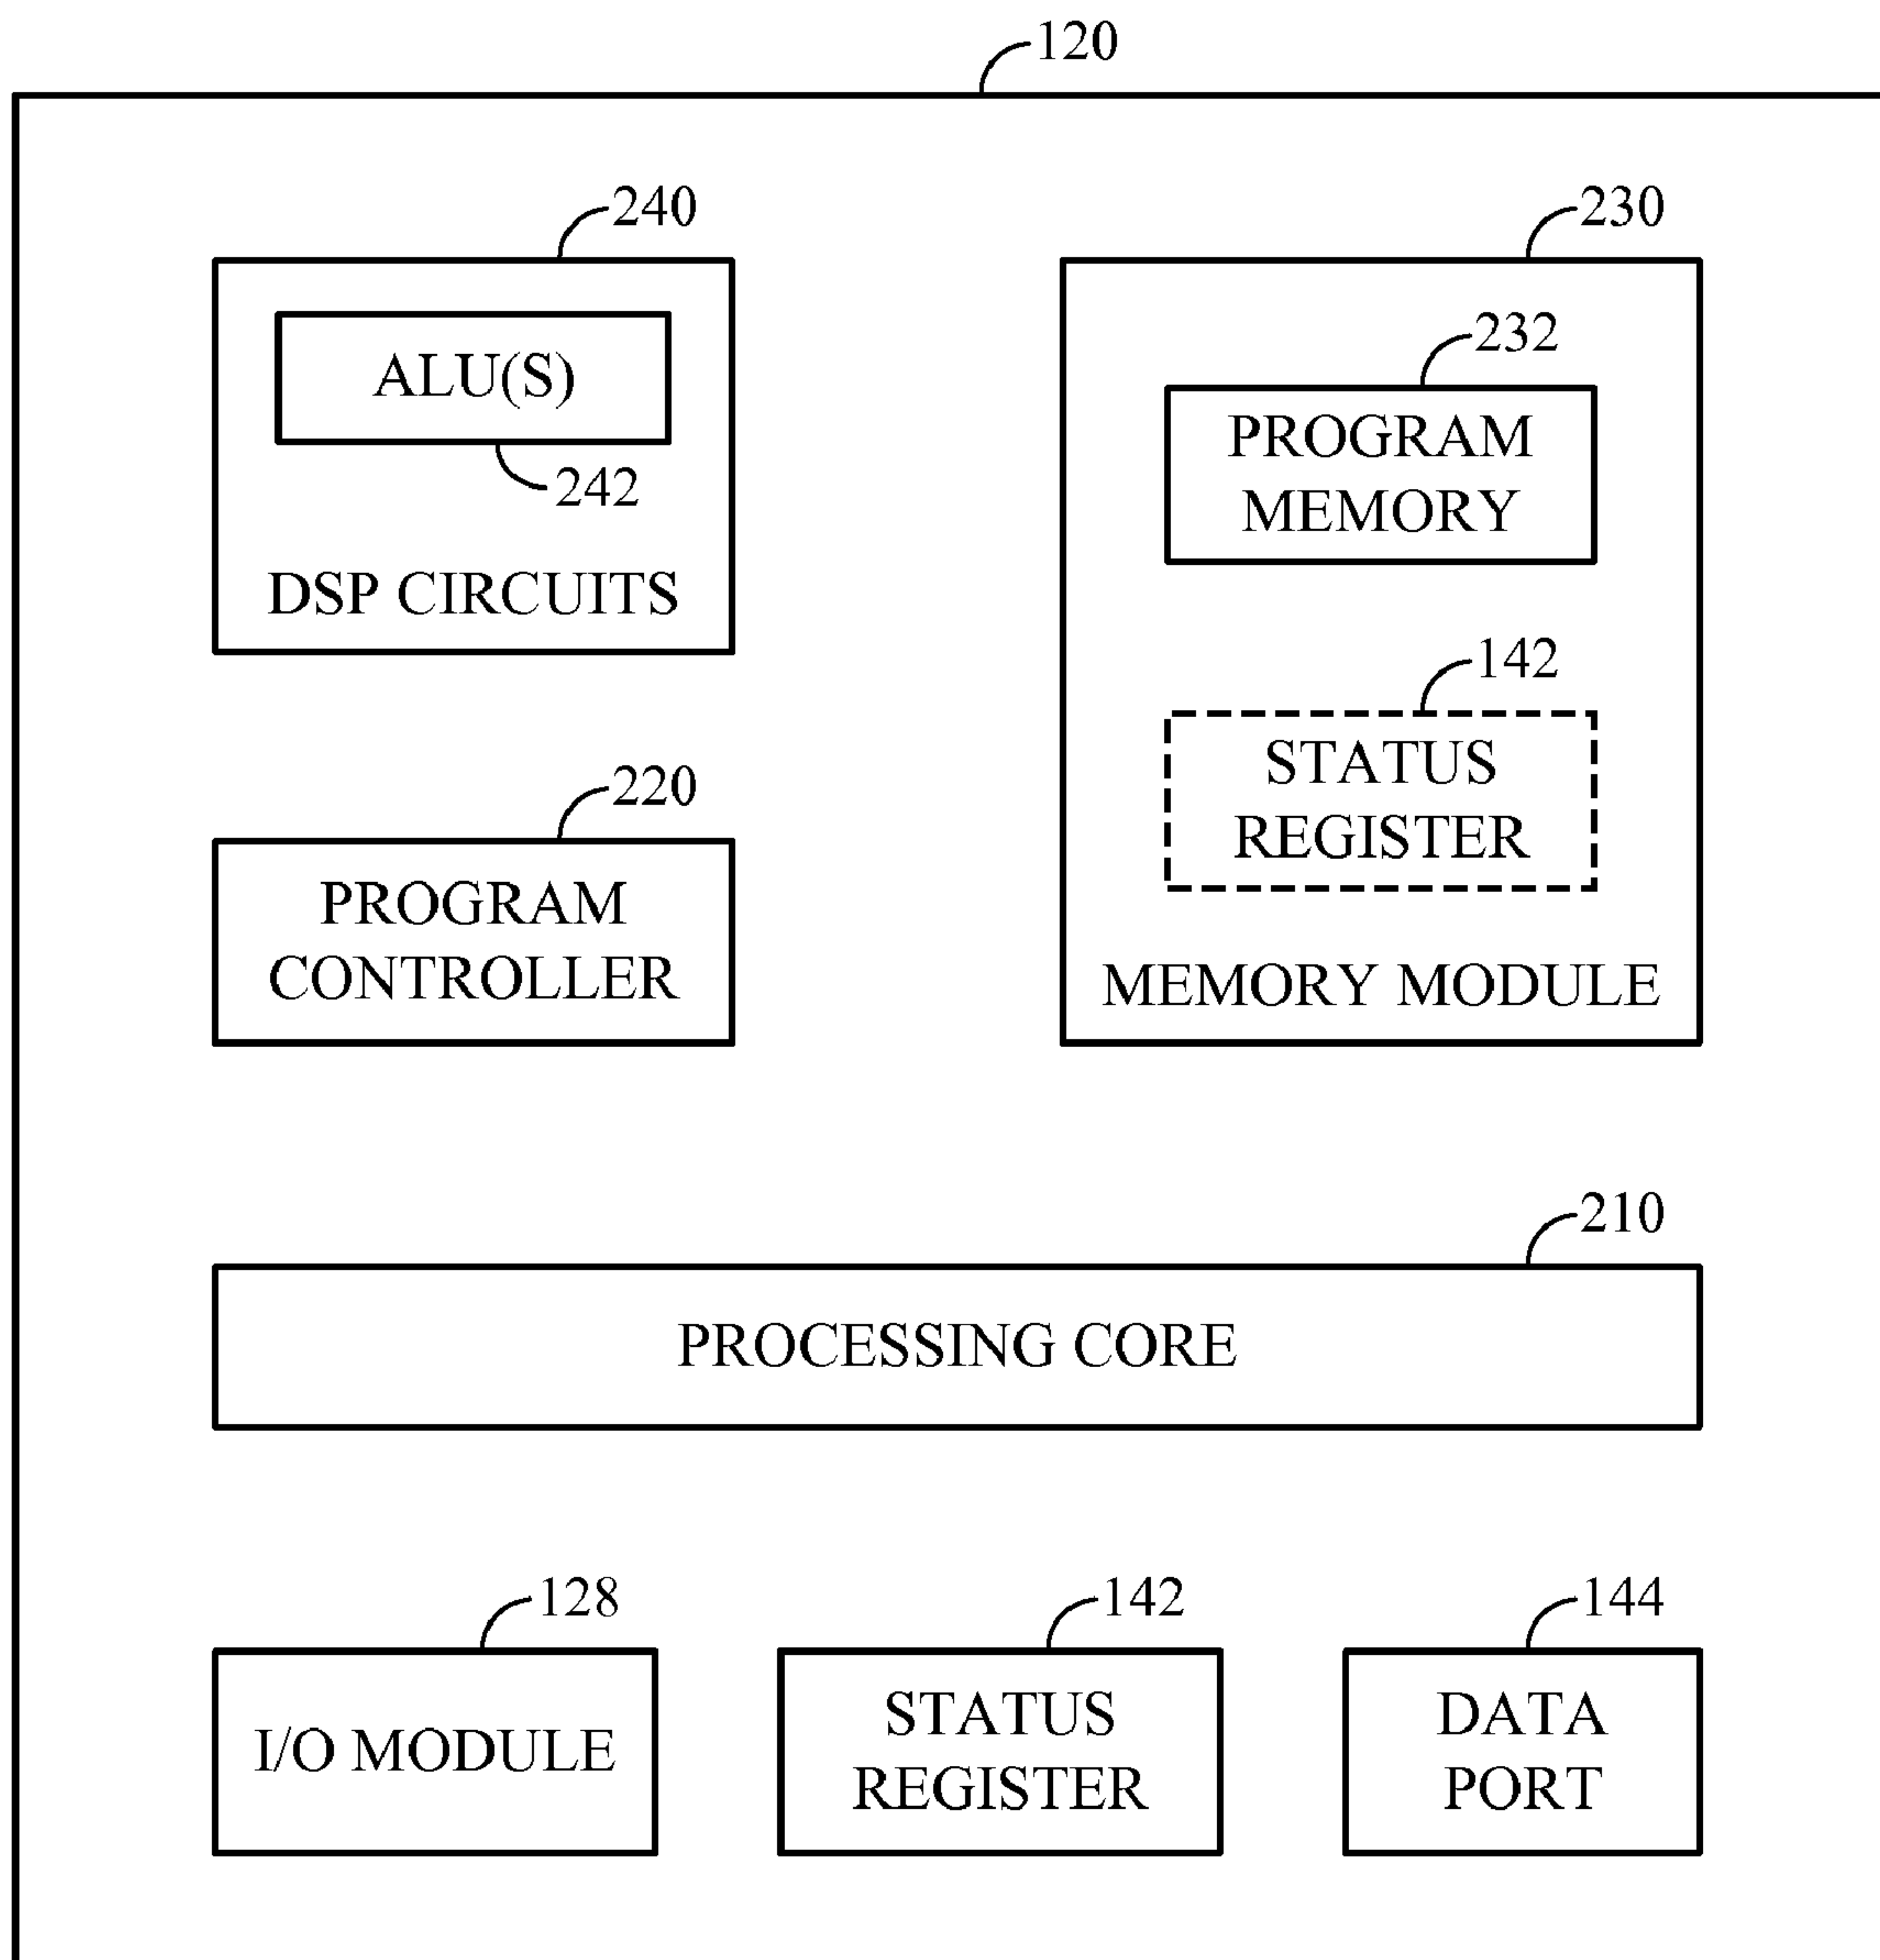 120
240
ALU(S)
242
DSP CIRCUITS
230
232
PROGRAM
MEMORY
142
STATUS
REGISTER
MEMORY MODULE
220
PROGRAM
CONTROLLER
210
PROCESSING CORE
128
I/O MODULE
142
STATUS
REGISTER
144
DATA
PORT